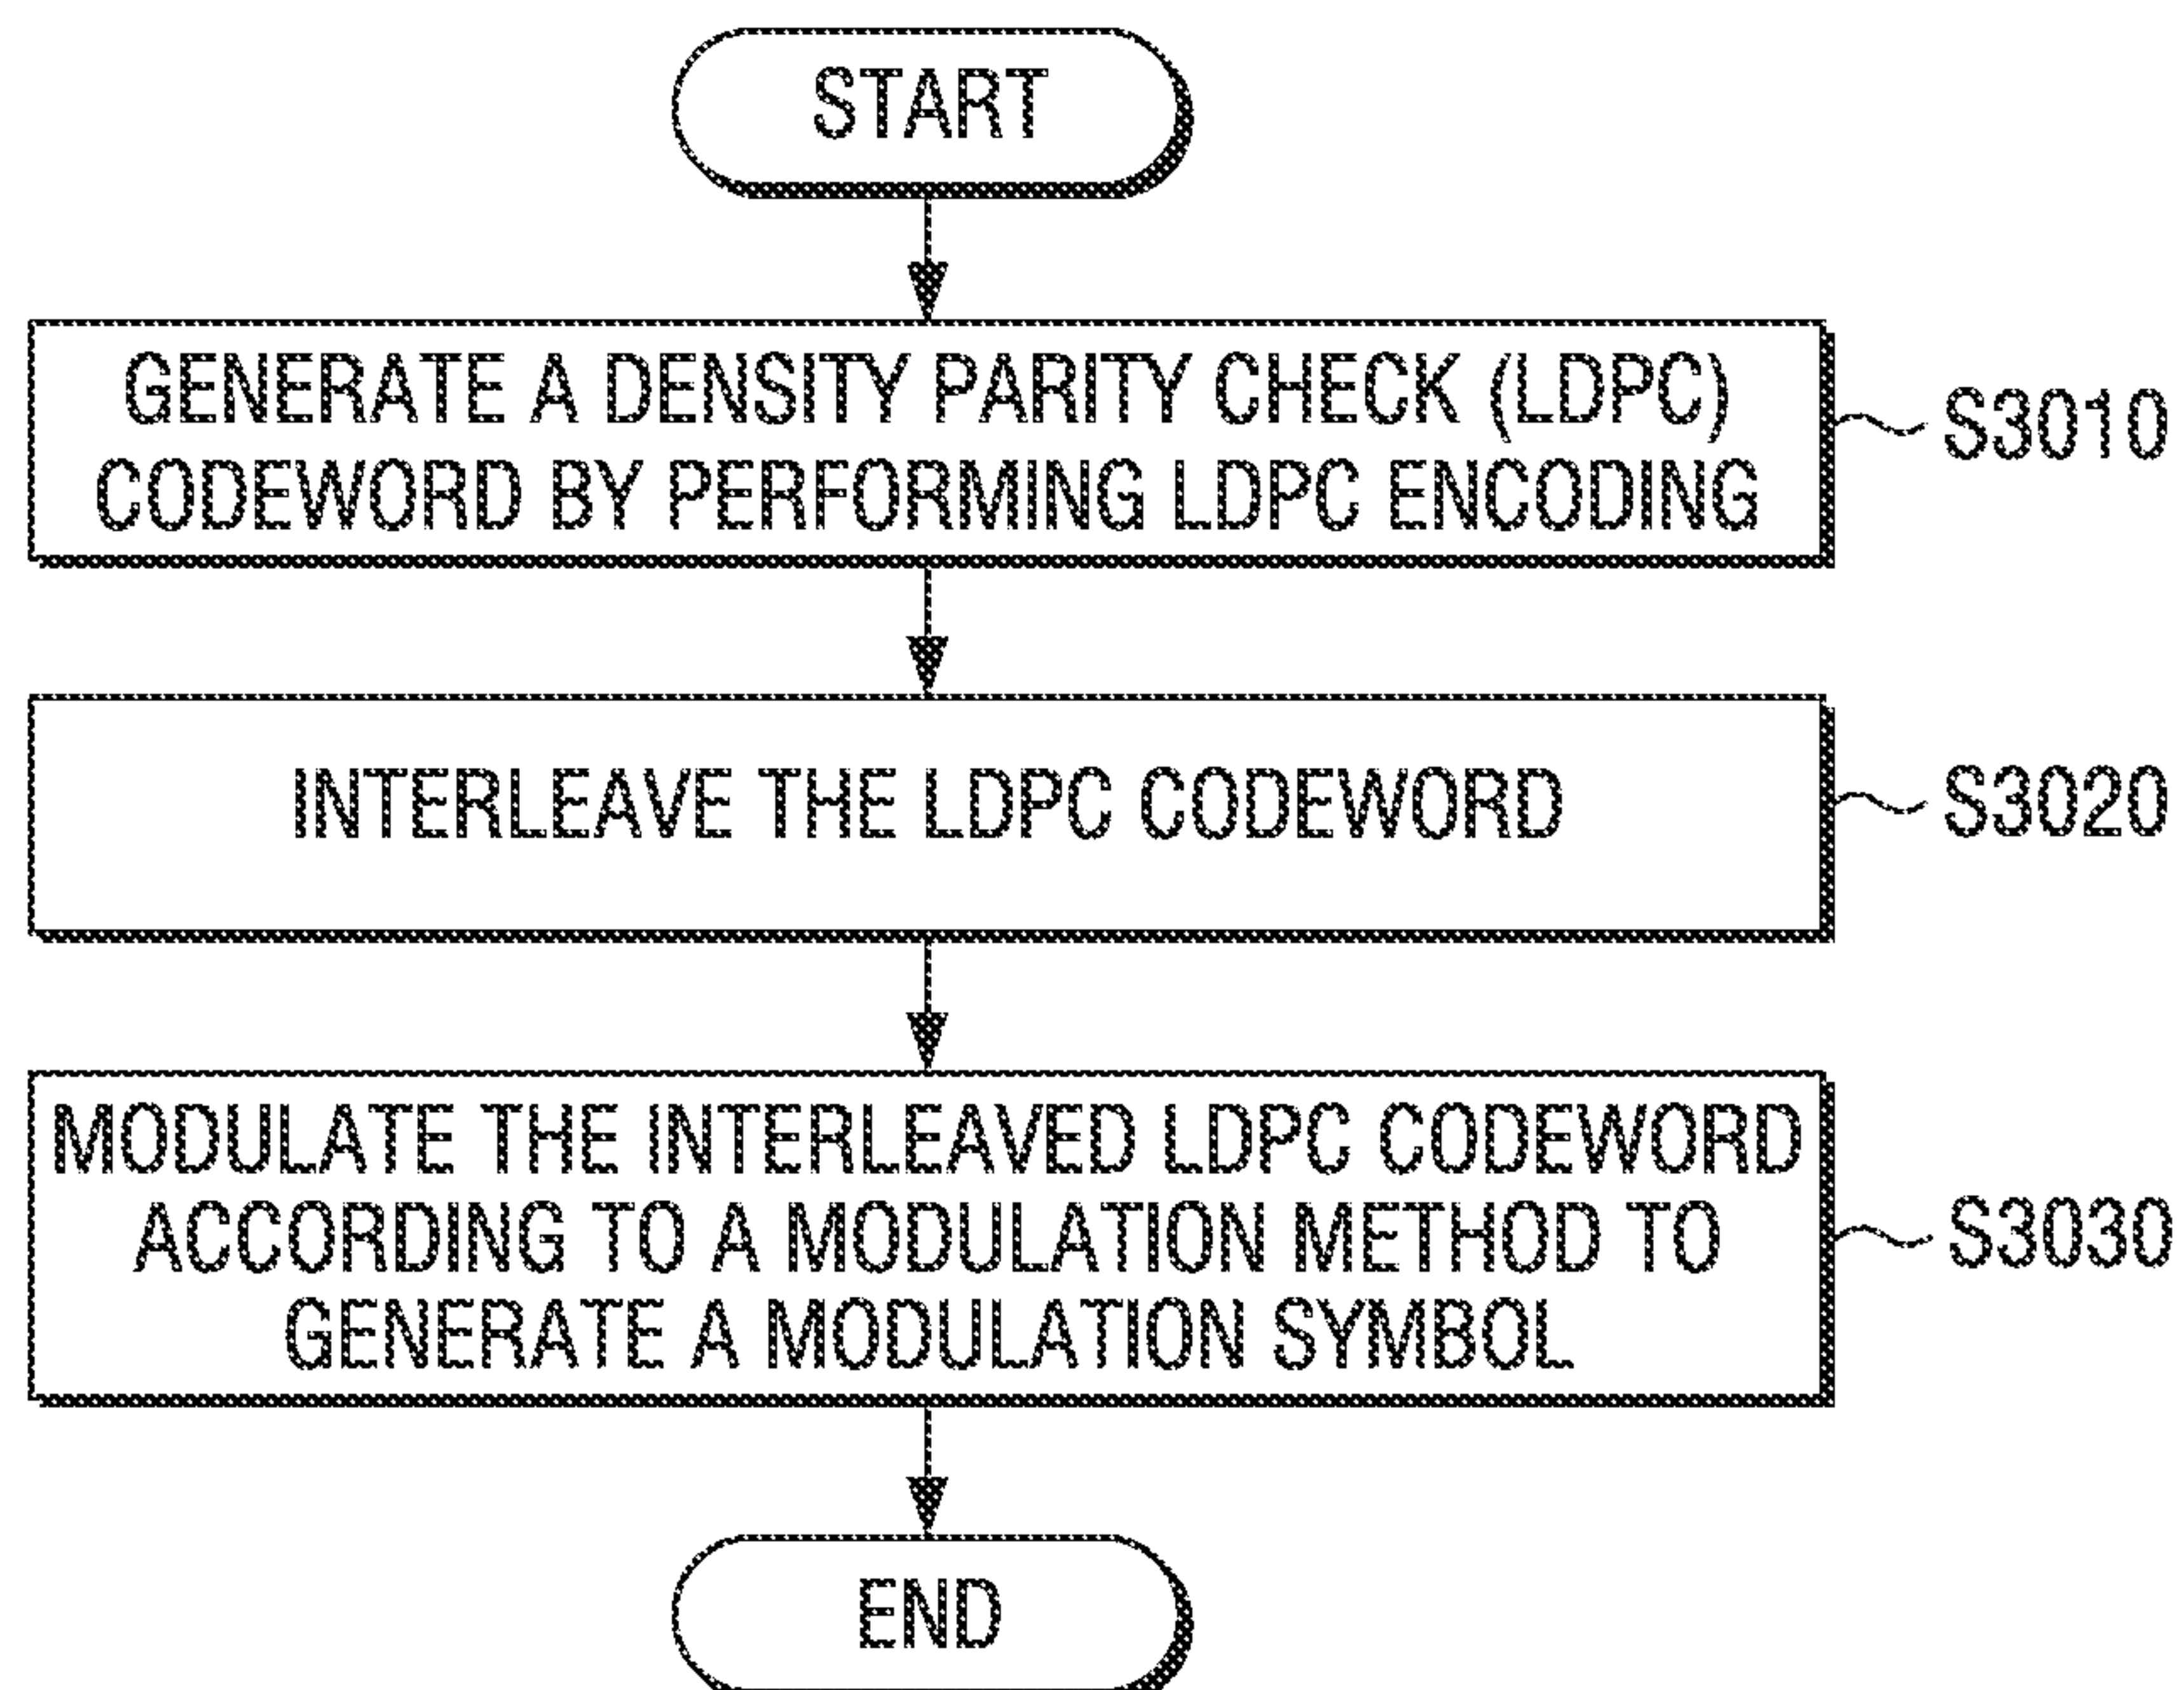 START
GENERATE A DENSITY PARITY CHECK (LDPC)
CODEWORD BY PERFORMING LDPC ENCODING
S3010
INTERLEAVE THE LDPC CODEWORD
S3020
MODULATE THE INTERLEAVED LDPC CODEWORD
ACCORDING TO A MODULATION METHOD TO
GENERATE A MODULATION SYMBOL
S3030
END